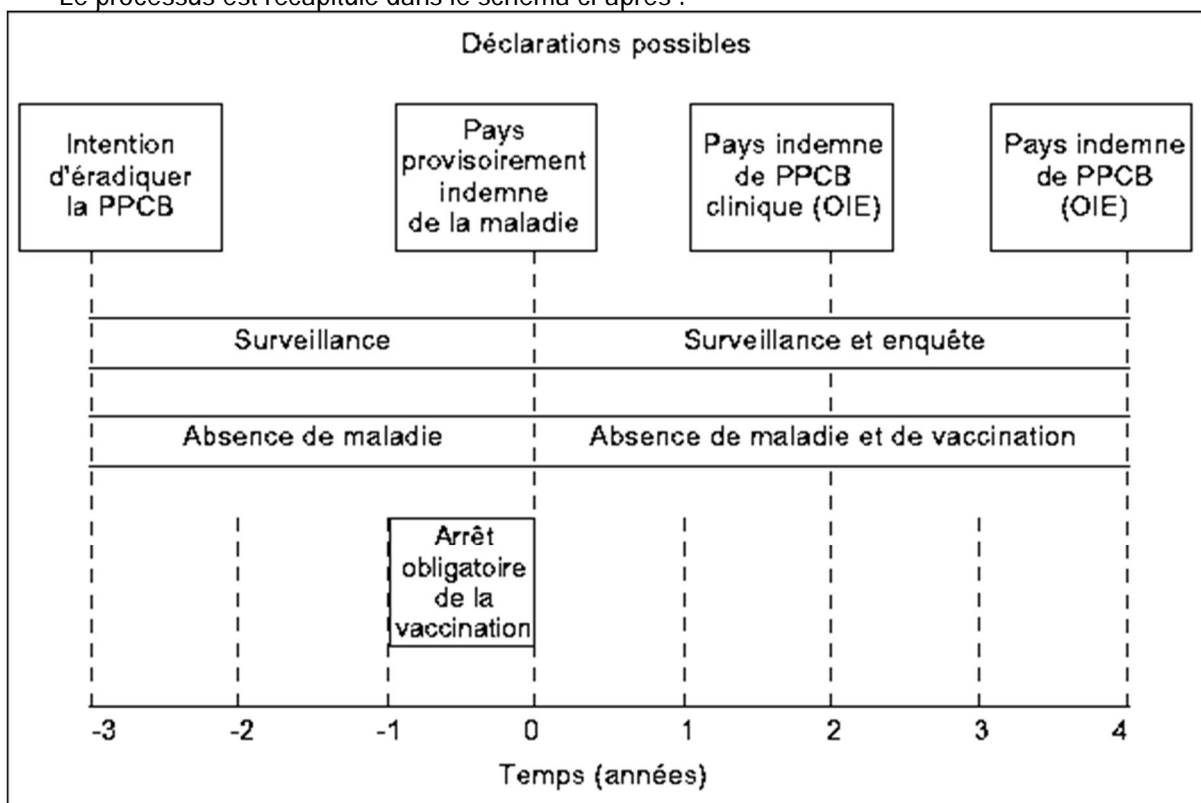 Le processus est récapitulé dans le schéma ci-après :
Déclarations possibles
Intention
d'éradiquer
la PPCB
Pays
provisoirement
indemne
de la maladie
Pays indemne
de PPCB
clinique (OIE)
Pays indemne
de PPCB
(OIE)
Surveillance
Surveillance et enquête
Absence de maladie
Absence de maladie et de vaccination
Arrêt
obligatoire
de la
vaccination
-3 -2 -1 0 1 2 3 4
Temps (années)